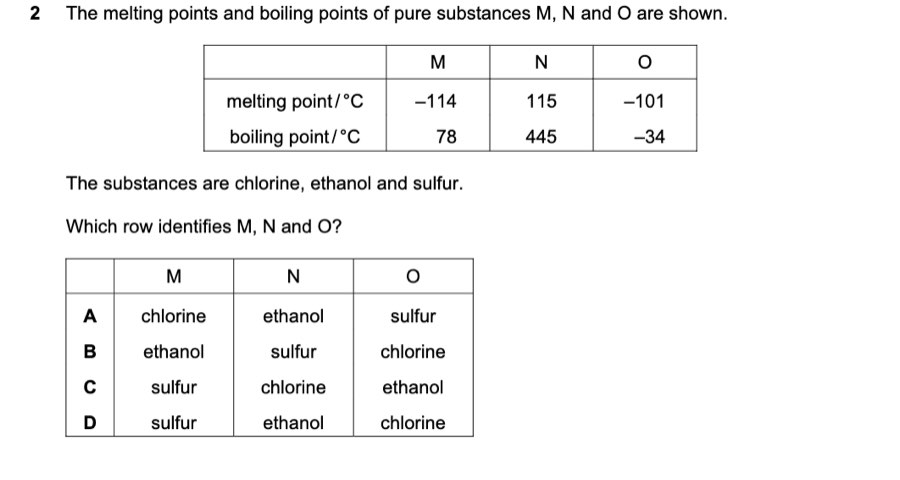 2 The melting points and boiling points of pure substances M, N and O are shown.
M N O
melting point/°C –114 115 –101
boiling point/°C 78 445 –34
The substances are chlorine, ethanol and sulfur.
Which row identifies M, N and O?
M N O
A chlorine ethanol sulfur
B ethanol sulfur chlorine
C sulfur chlorine ethanol
D sulfur ethanol chlorine